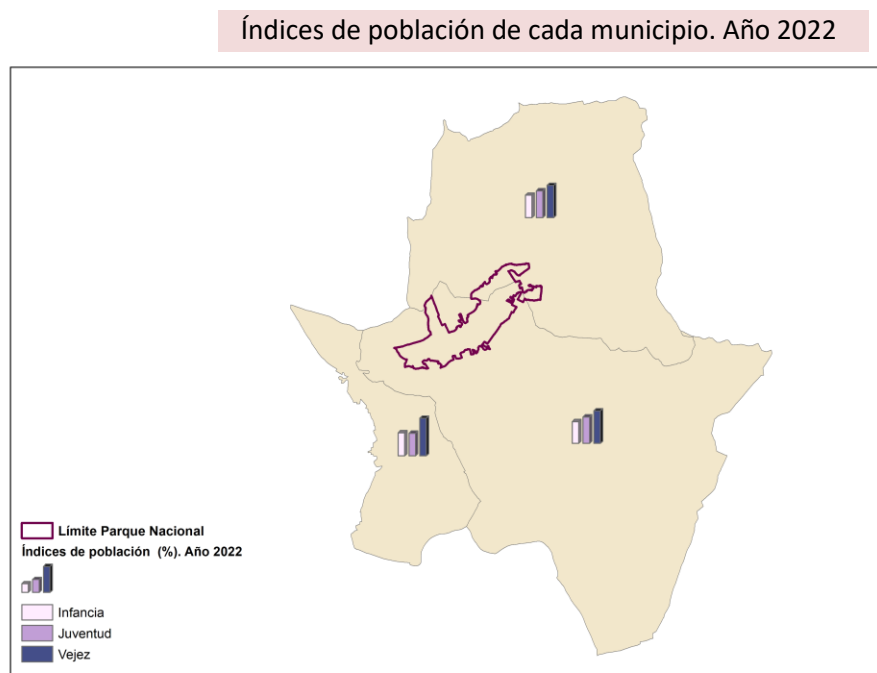 Índices de población de cada municipio. Año 2022
Límite Parque Nacional
Índices de población (%). Año 2022
Infancia
Juventud
Vejez